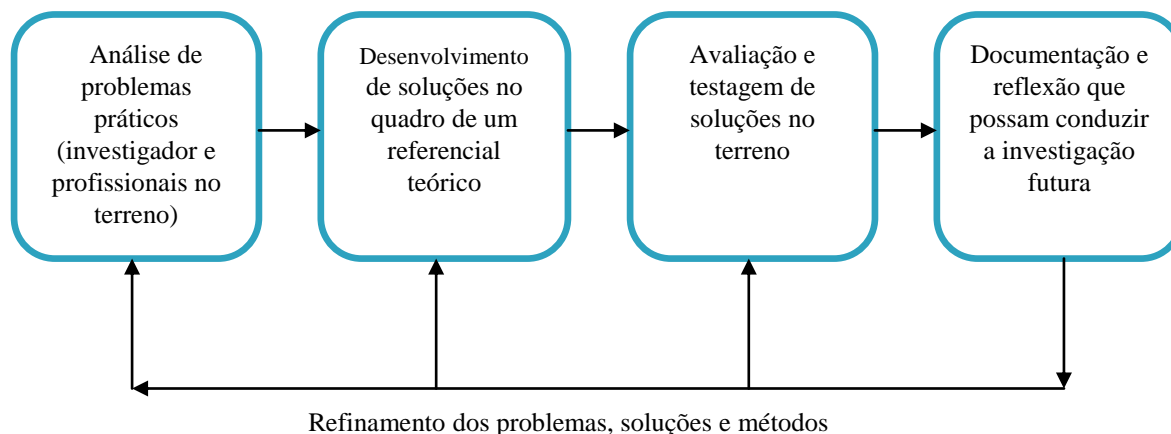 Análise de
problemas
práticos
(investigador e
profissionais no
terreno)
Desenvolvimento
de soluções no
quadro de um
referencial
teórico
Avaliação e
testagem de
soluções no
terreno
Documentação e
reflexão que
possam conduzir
a investigação
futura
Refinamento dos problemas, soluções e métodos